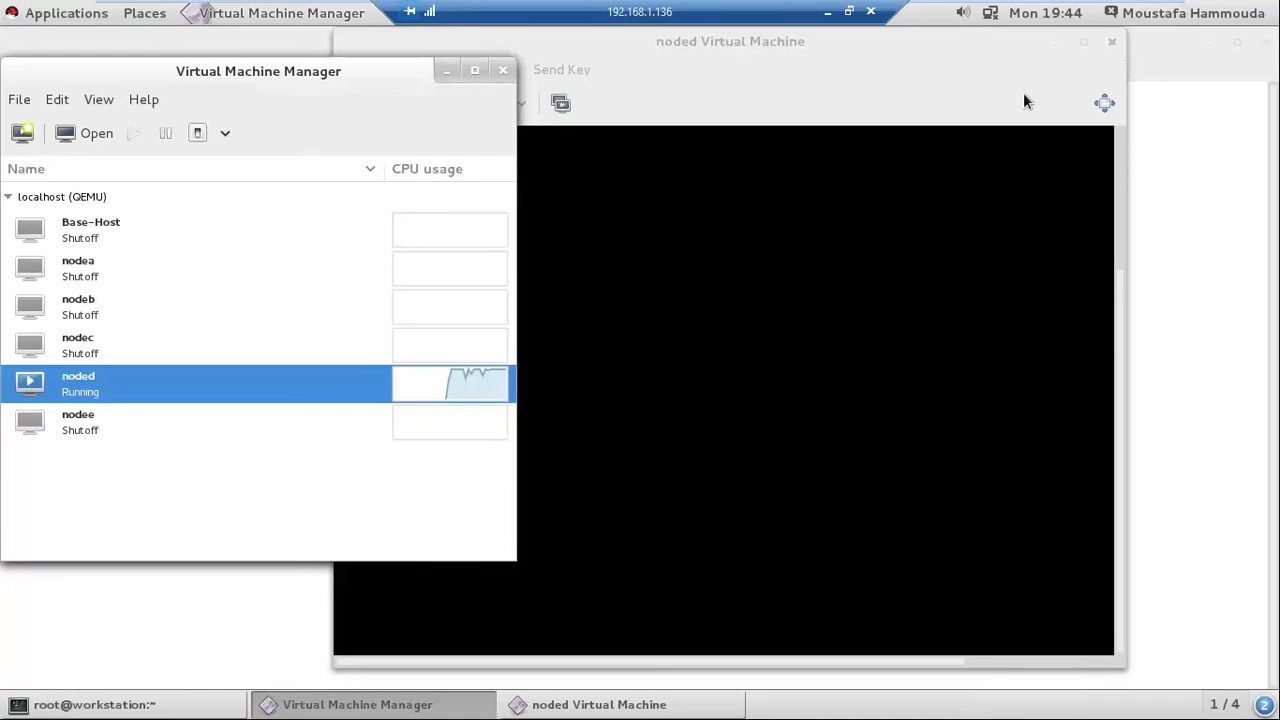 Applications Places Virtual Machine Manager
192.168.1.136
Mon 19:44 Moustafa Hammouda
noded Virtual Machine
Send Key
Virtual Machine Manager
File Edit View Help
Open
Name CPU usage
localhost (QEMU)
Base-Host
Shutoff
nodea
Shutoff
nodeb
Shutoff
nodec
Shutoff
noded
Running
nodee
Shutoff
root@workstation:~ Virtual Machine Manager noded Virtual Machine 1 / 4 2